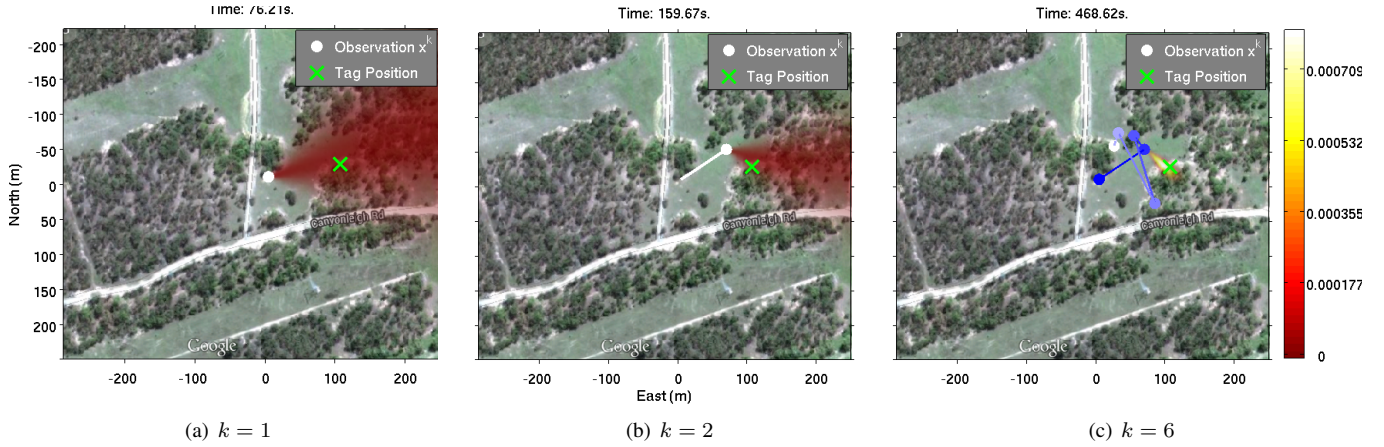 Time: 76.21s.
Time: 159.67s.
Time: 468.62s.
Observation x^k
Tag Position
Observation x^k
Tag Position
Observation x^k
Tag Position
North (m)
-200
-150
-100
-50
0
50
100
150
200
Canyonleigh Rd
Canyonleigh Rd
Canyonleigh Rd
Google
Google
Google
0.000709
0.000532
0.000355
0.000177
0
-200 -100 0 100 200
-200 -100 0 100 200
-200 -100 0 100 200
East (m)
(a) k = 1
(b) k = 2
(c) k = 6